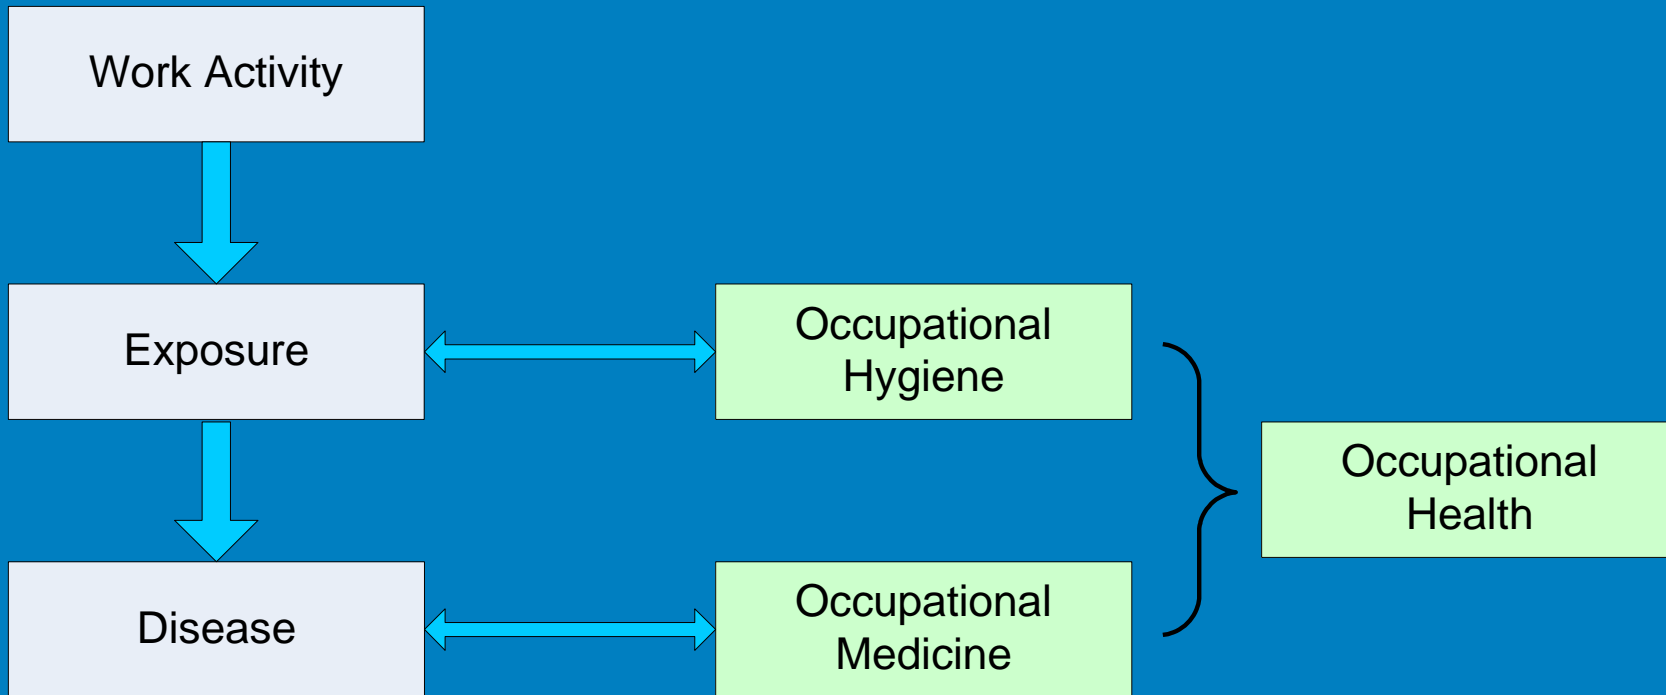 Work Activity
Exposure
Occupational
Hygiene
Occupational
Health
Disease
Occupational
Medicine